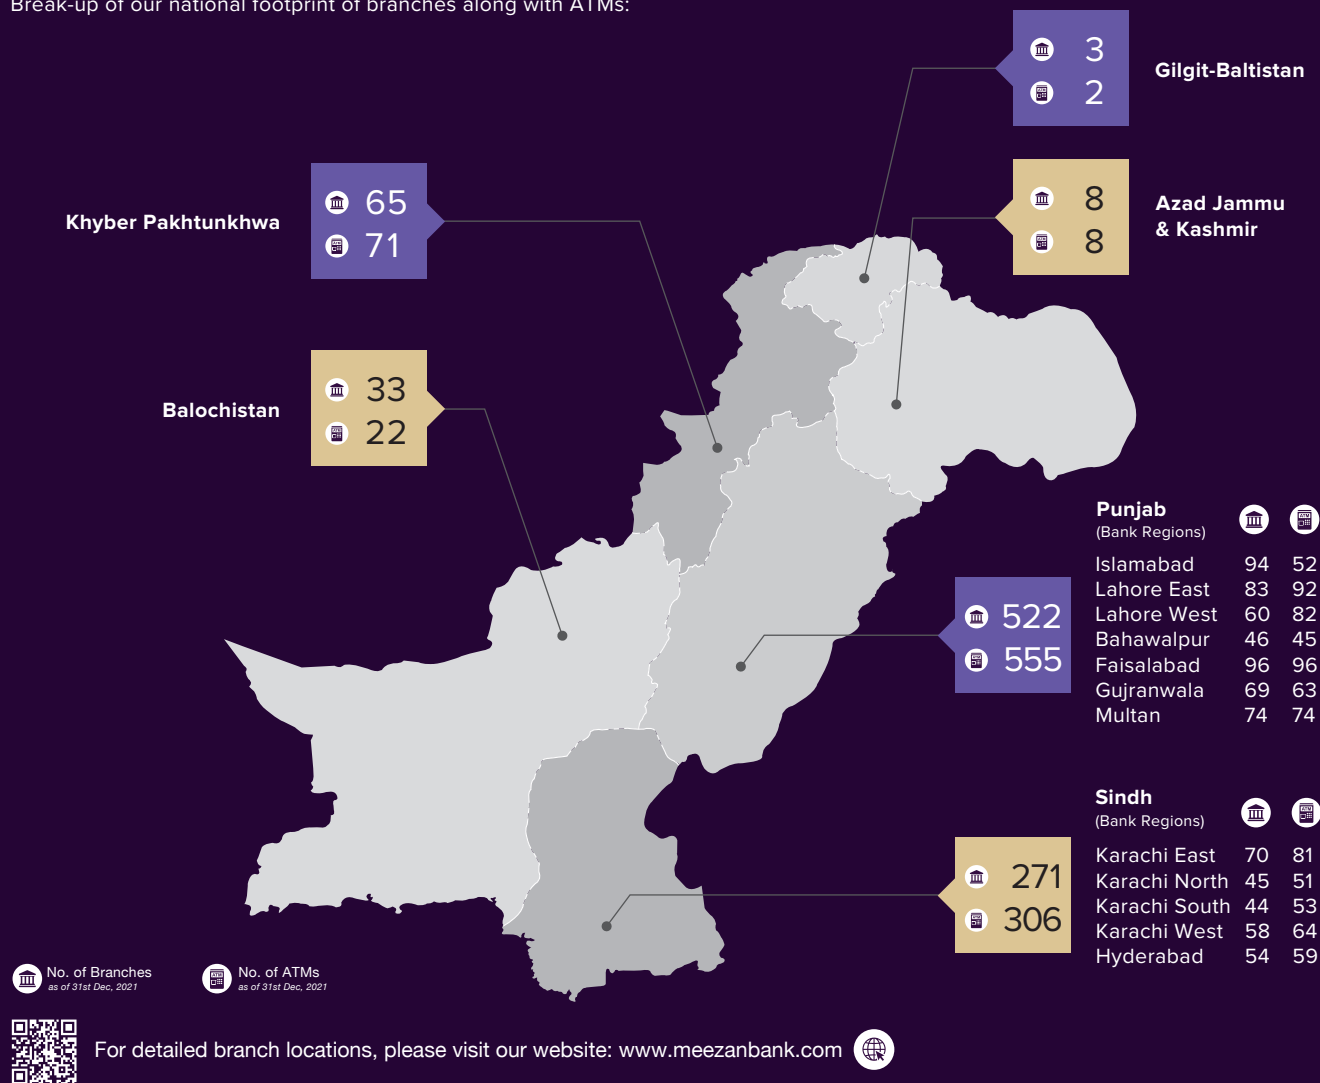 Break-up of our national footprint of branches along with ATMs:
3
2
Gilgit-Baltistan
8
8
Azad Jammu
& Kashmir
Khyber Pakhtunkhwa
65
71
Balochistan
33
22
522
555
Punjab
(Bank Regions)
Islamabad 94 52
Lahore East 83 92
Lahore West 60 82
Bahawalpur 46 45
Faisalabad 96 96
Gujranwala 69 63
Multan 74 74
271
306
Sindh
(Bank Regions)
Karachi East 70 81
Karachi North 45 51
Karachi South 44 53
Karachi West 58 64
Hyderabad 54 59
No. of Branches
as of 31st Dec, 2021
No. of ATMs
as of 31st Dec, 2021
For detailed branch locations, please visit our website: www.meezanbank.com